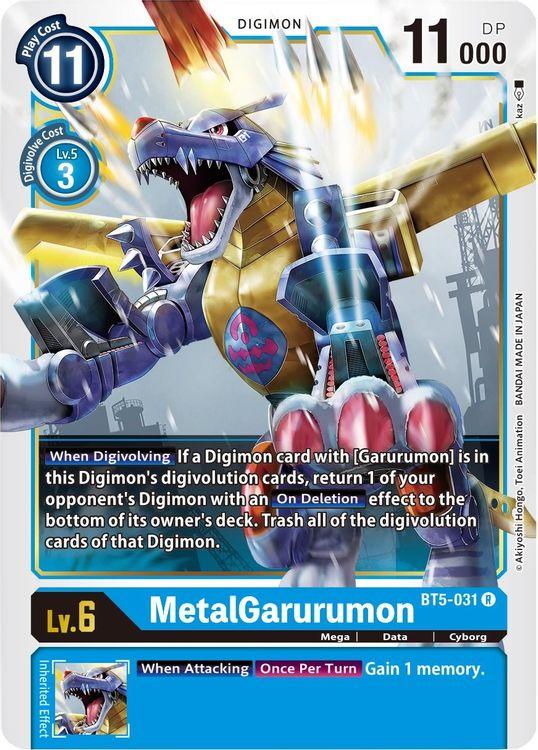 Play Cost
11
DIGIMON
11000
DP
Digivolve Cost
Lv.5
3
kaz
When Digivolving If a Digimon card with [Garurumon] is in
this Digimon's digivolution cards, return 1 of your
opponent's Digimon with an On Deletion effect to the
bottom of its owner's deck. Trash all of the digivolution
cards of that Digimon.
©Akiyoshi Hongo, Toei Animation BANDAI MADE IN JAPAN
Lv.6
MetalGarurumon
BT5-031 R
Mega | Data | Cyborg
Inherited Effect
When Attacking Once Per Turn Gain 1 memory.